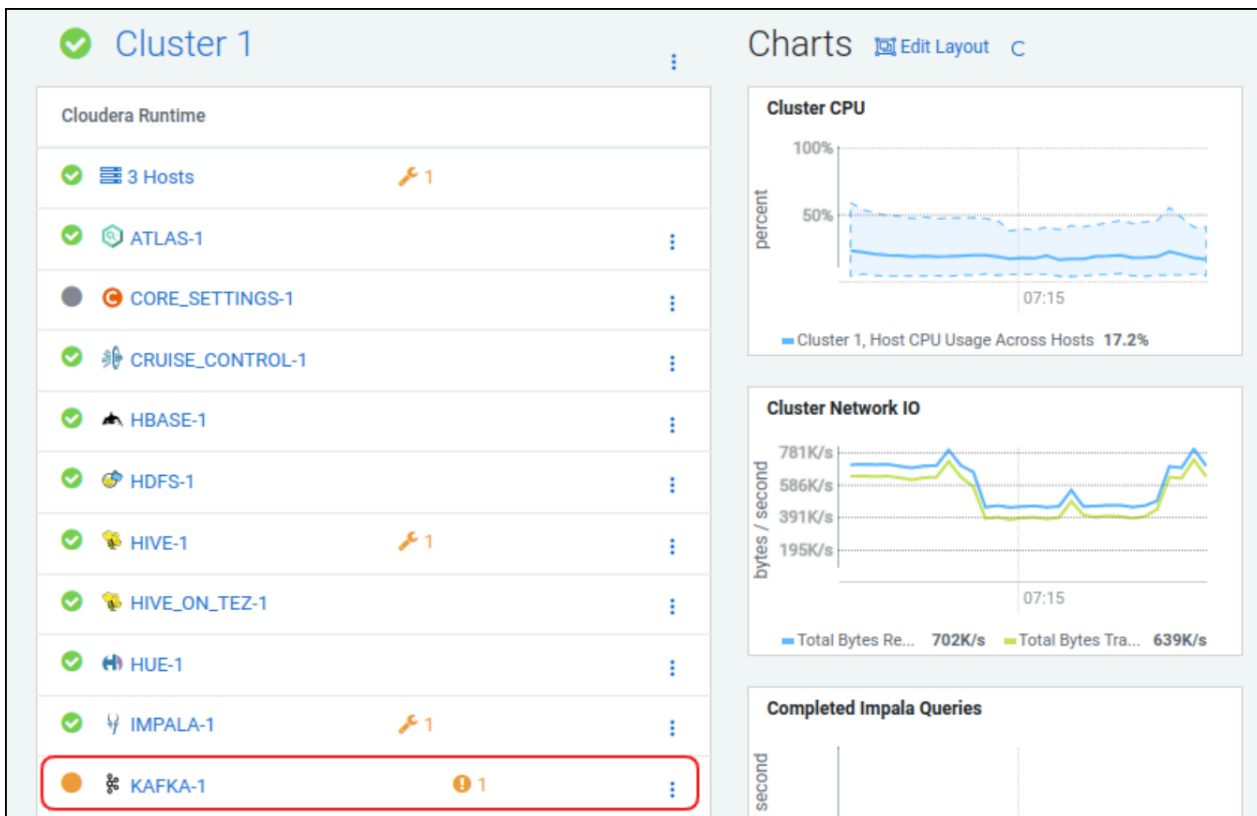 Cluster 1
Cloudera Runtime
3 Hosts 1
ATLAS-1
CORE_SETTINGS-1
CRUISE_CONTROL-1
HBASE-1
HDFS-1
HIVE-1 1
HIVE_ON_TEZ-1
HUE-1
IMPALA-1 1
KAFKA-1 1
Charts Edit Layout
Cluster CPU
percent
100%
50%
07:15
Cluster 1, Host CPU Usage Across Hosts 17.2%
Cluster Network IO
bytes / second
781K/s
586K/s
391K/s
195K/s
07:15
Total Bytes Re... 702K/s Total Bytes Tra... 639K/s
Completed Impala Queries
second